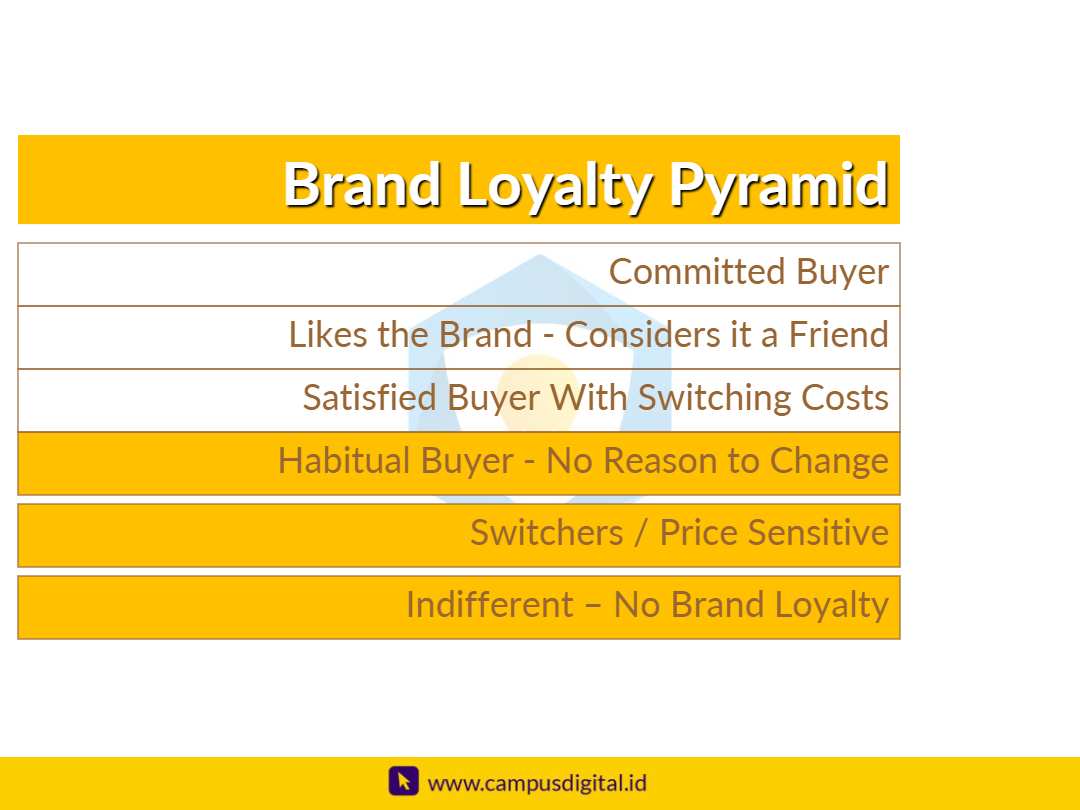 Brand Loyalty Pyramid
Committed Buyer
Likes the Brand - Considers it a Friend
Satisfied Buyer With Switching Costs
Habitual Buyer - No Reason to Change
Switchers / Price Sensitive
Indifferent – No Brand Loyalty
www.campusdigital.id